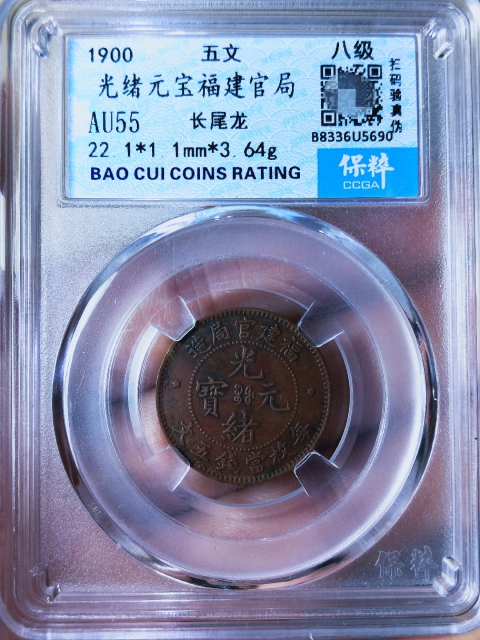 1900 五文 八级
光绪元宝福建官局
AU55 长尾龙
22.1*1.1mm*3.64g
BAO CUI COINS RATING
扫码验真伪
B8336U5690
保粹
CCGA
福建官局造
光緒元寶
每枚當錢五文
保粹